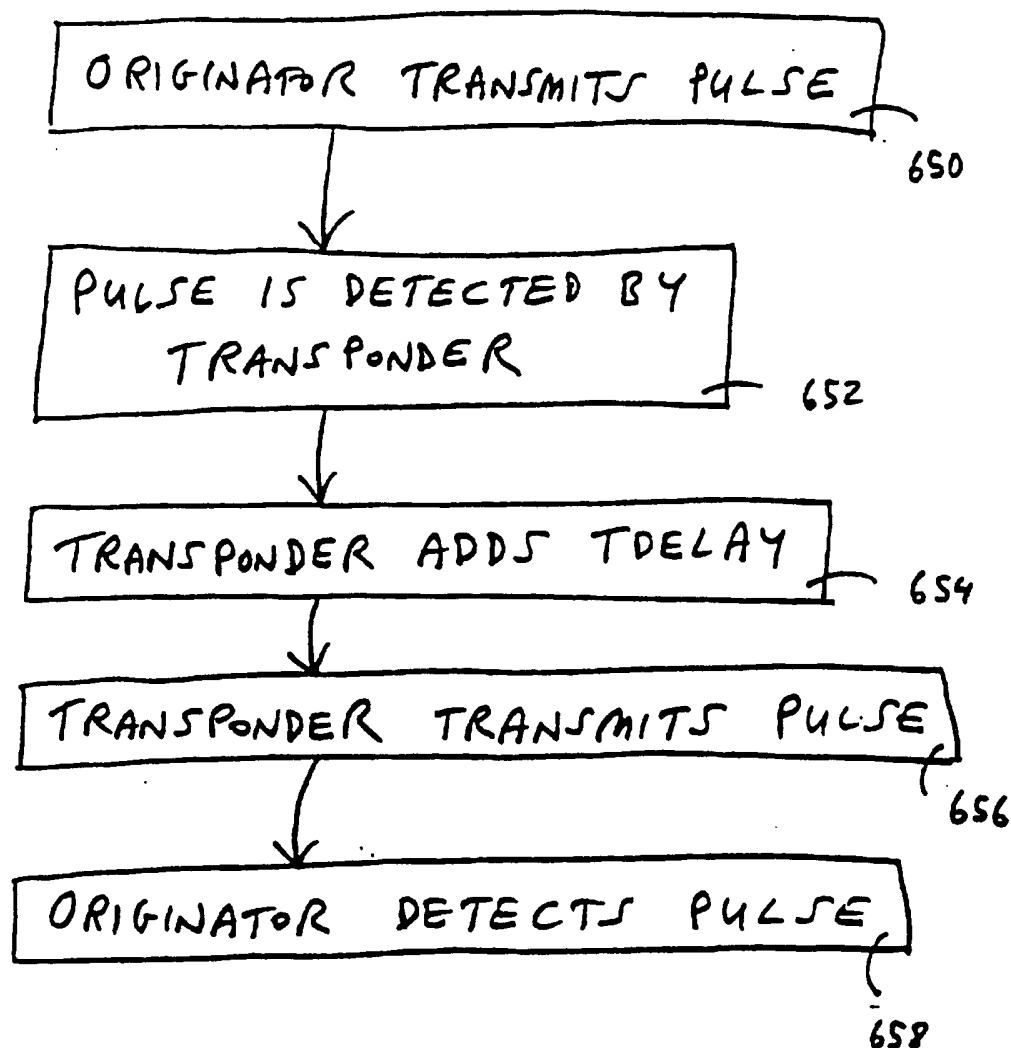 ORIGINATOR TRANSMITS PULSE
650
PULSE IS DETECTED BY
TRANSPONDER
652
TRANSPONDER ADDS TDELAY
654
TRANSPONDER TRANSMITS PULSE
656
ORIGINATOR DETECTS PULSE
658